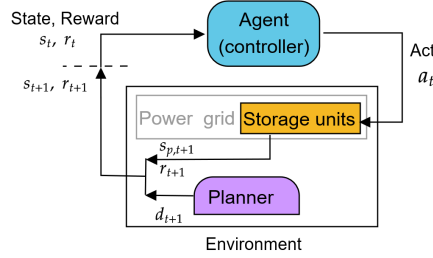 State, Reward
s_t, r_t
s_{t+1}, r_{t+1}
Agent
(controller)
Act
a_t
Power grid
Storage units
s_{p,t+1}
r_{t+1}
Planner
d_{t+1}
Environment